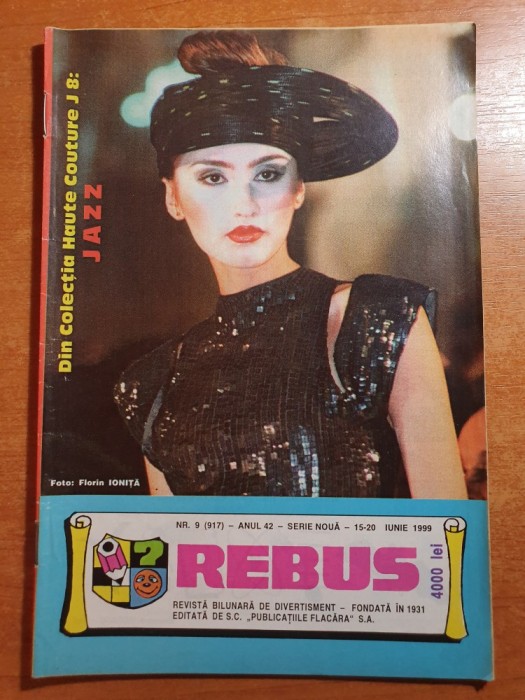 Din Colecția Haute Couture J 8:
JAZZ
Foto: Florin IONIȚĂ
NR. 9 (917) – ANUL 42 – SERIE NOUĂ – 15-20 IUNIE 1999
REBUS
4000 lei
REVISTĂ BILUNARĂ DE DIVERTISMENT – FONDATĂ ÎN 1931
EDITATĂ DE S.C. „PUBLICAȚIILE FLACĂRA” S.A.